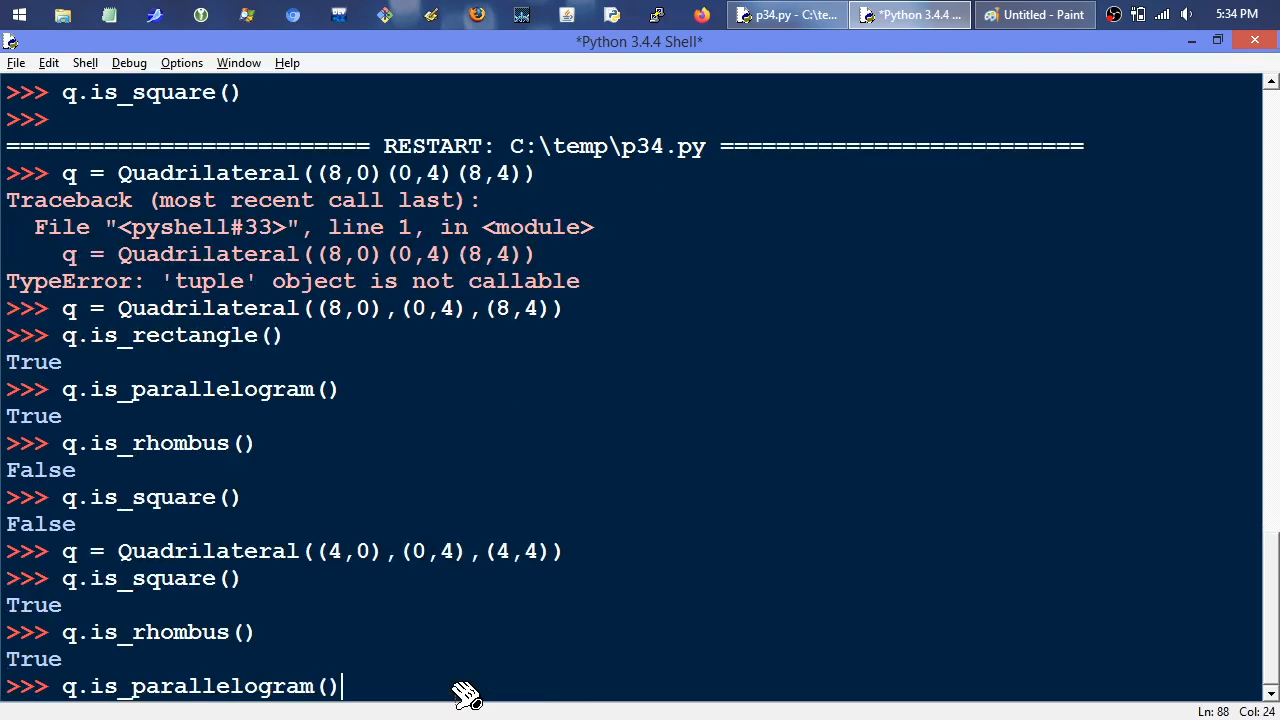 p34.py - C:\te...
*Python 3.4.4 ...
Untitled - Paint
5:34 PM
*Python 3.4.4 Shell*
File Edit Shell Debug Options Window Help
>>> q.is_square()
>>>
========================== RESTART: C:\temp\p34.py ==========================
>>> q = Quadrilateral((8,0)(0,4)(8,4))
Traceback (most recent call last):
  File "<pyshell#33>", line 1, in <module>
    q = Quadrilateral((8,0)(0,4)(8,4))
TypeError: 'tuple' object is not callable
>>> q = Quadrilateral((8,0),(0,4),(8,4))
>>> q.is_rectangle()
True
>>> q.is_parallelogram()
True
>>> q.is_rhombus()
False
>>> q.is_square()
False
>>> q = Quadrilateral((4,0),(0,4),(4,4))
>>> q.is_square()
True
>>> q.is_rhombus()
True
>>> q.is_parallelogram()
Ln: 88 Col: 24